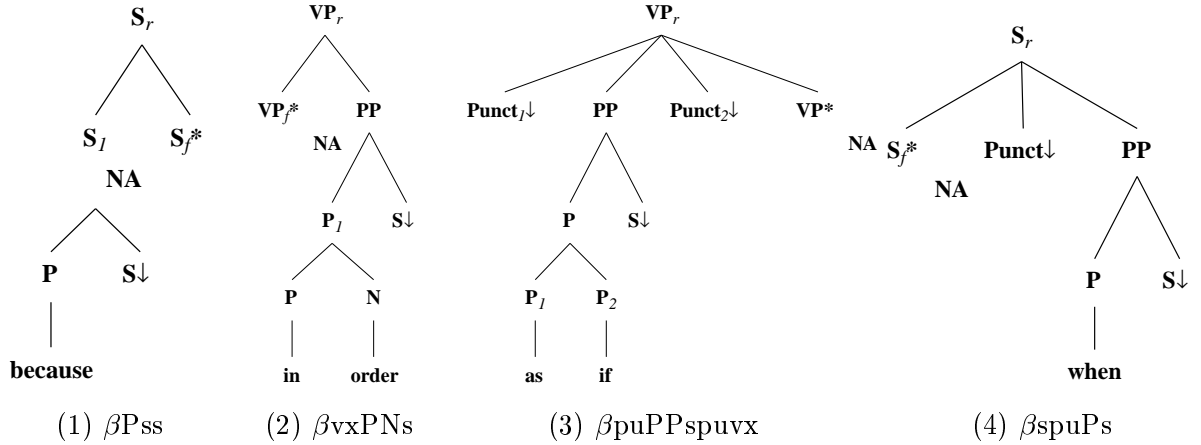 S_r
S_1 S_f*
NA
P S↓
because
(1) βPss
VP_r
VP_f* PP
NA
P_1 S↓
P N
in order
(2) βvxPNs
VP_r
Punct_1↓ PP Punct_2↓ VP*
P S↓
P_1 P_2
as if
(3) βpuPPspuvx
S_r
NA S_f* Punct↓ PP
NA
P S↓
when
(4) βspuPs